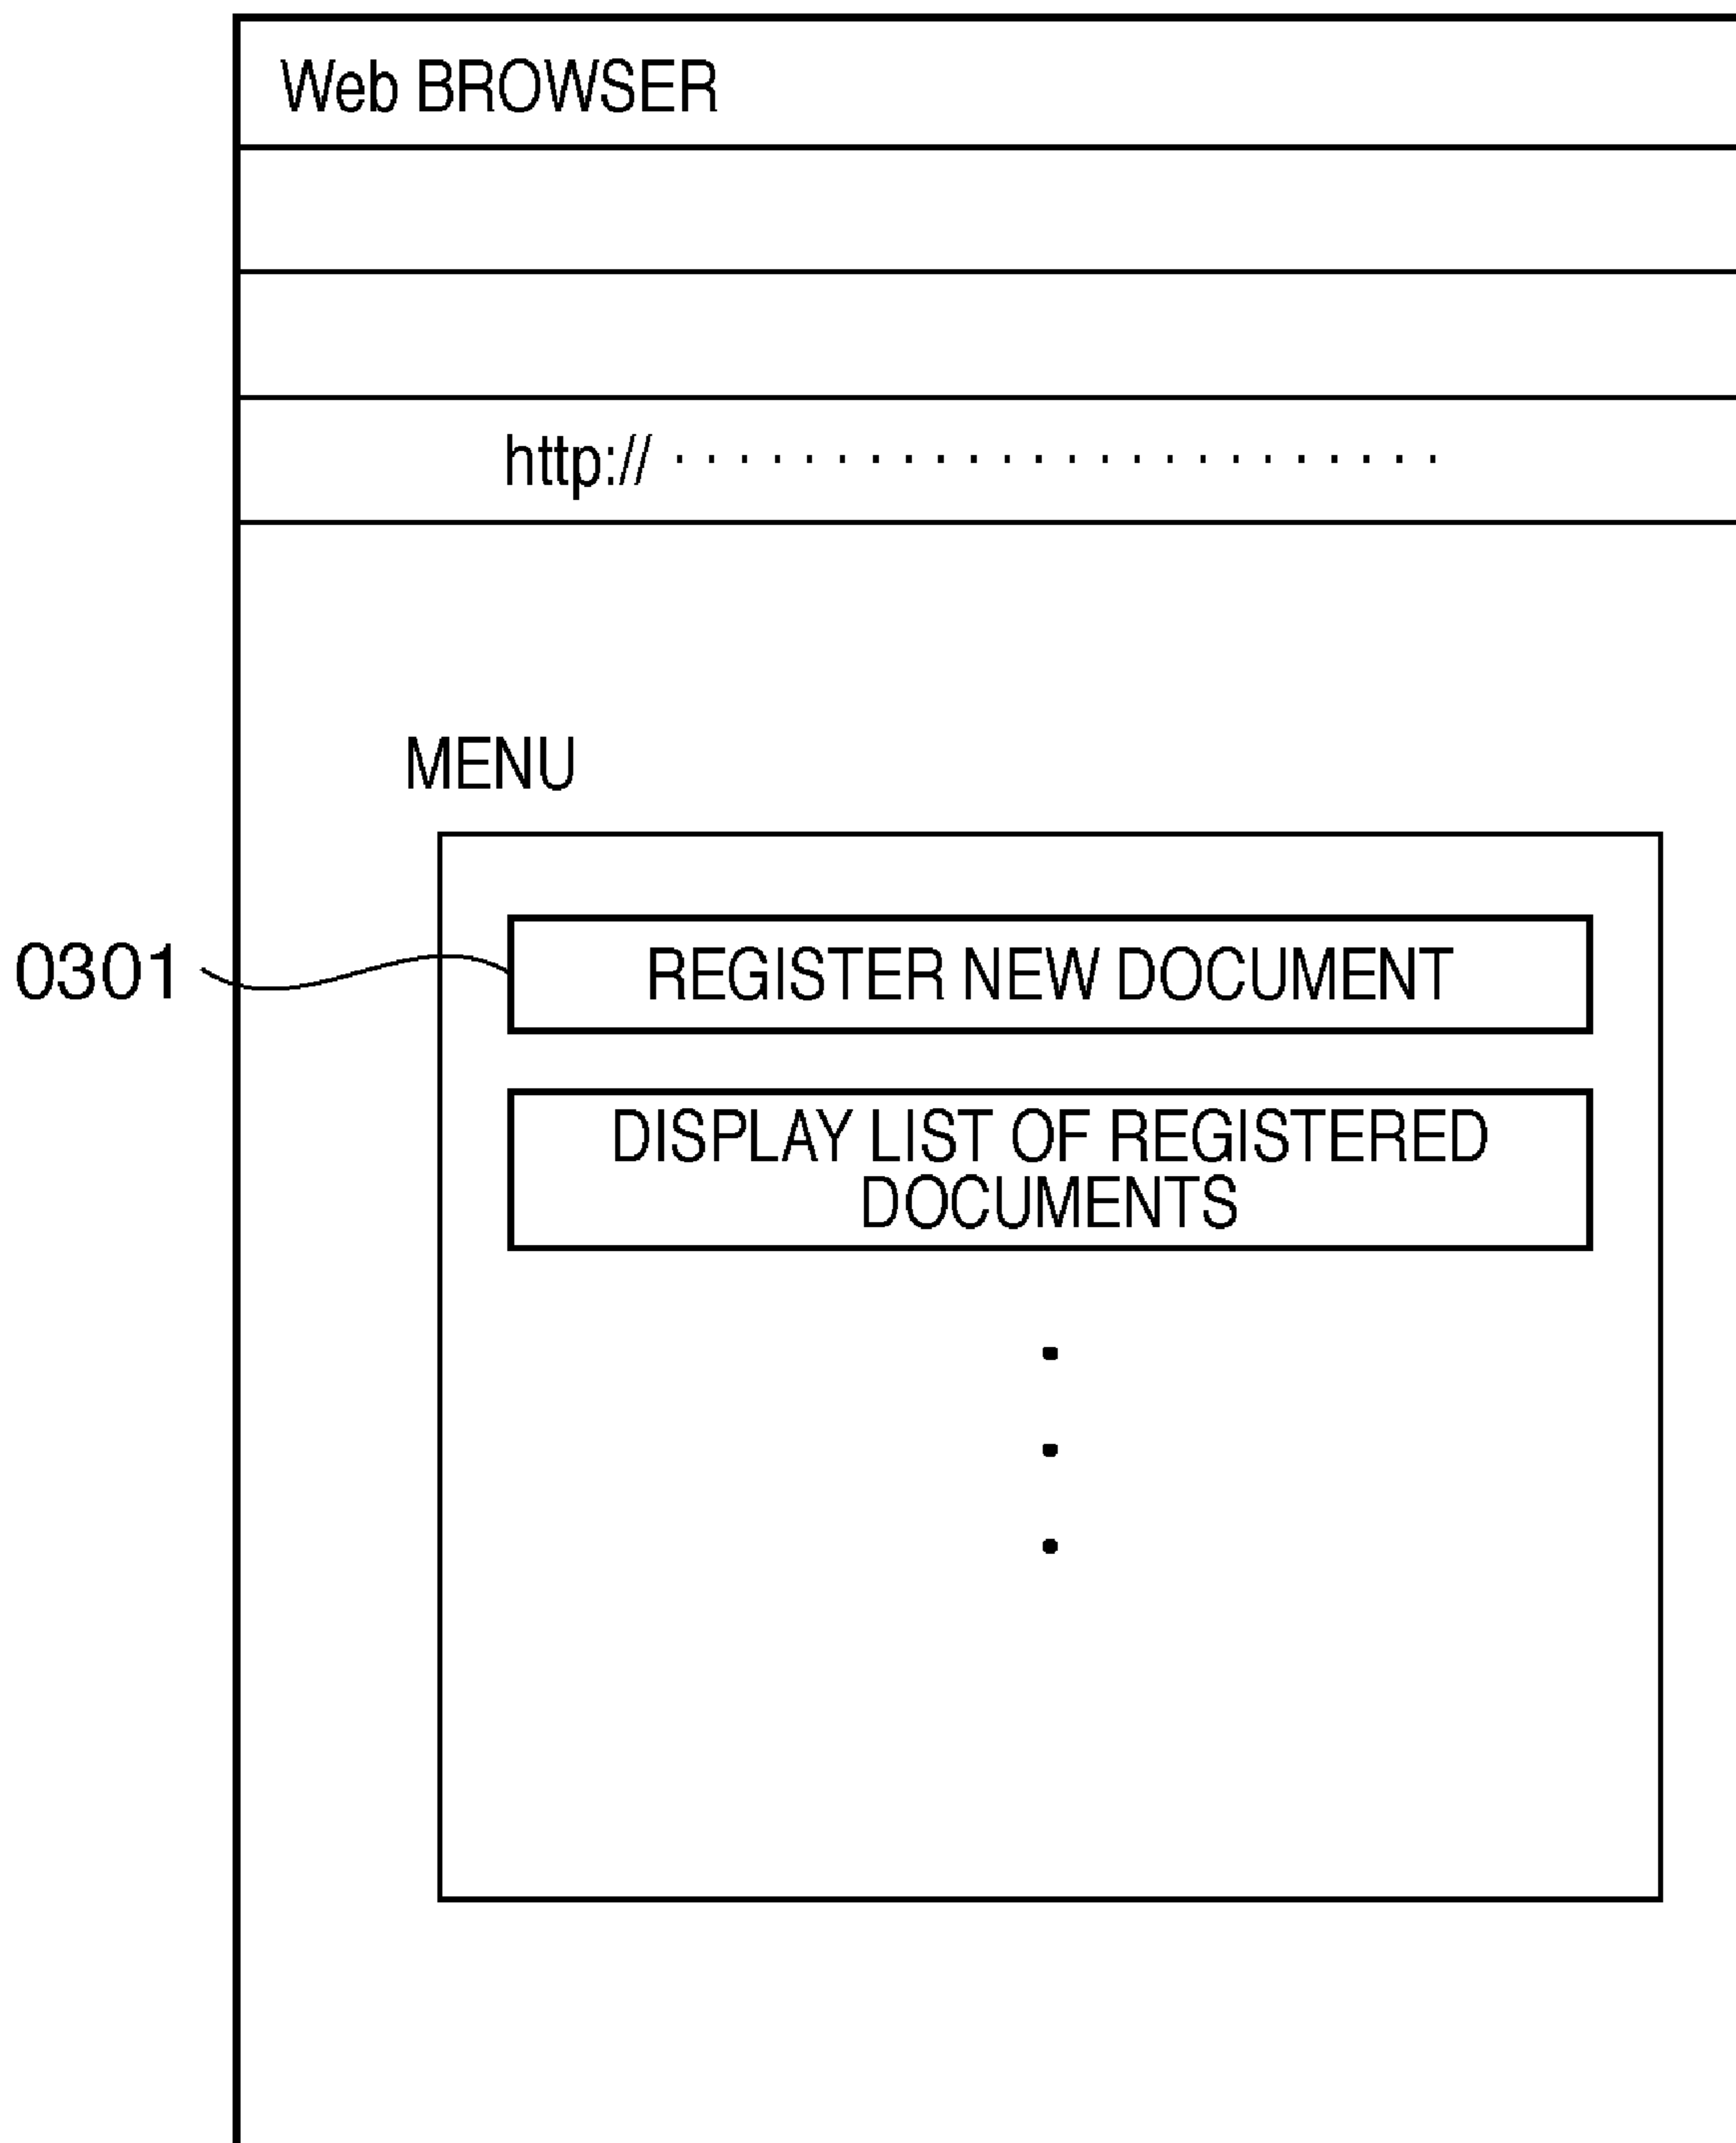 Web BROWSER
http:// · · · · · · · · · · · · · · · · · · · · · · · ·
MENU
0301
REGISTER NEW DOCUMENT
DISPLAY LIST OF REGISTERED
DOCUMENTS